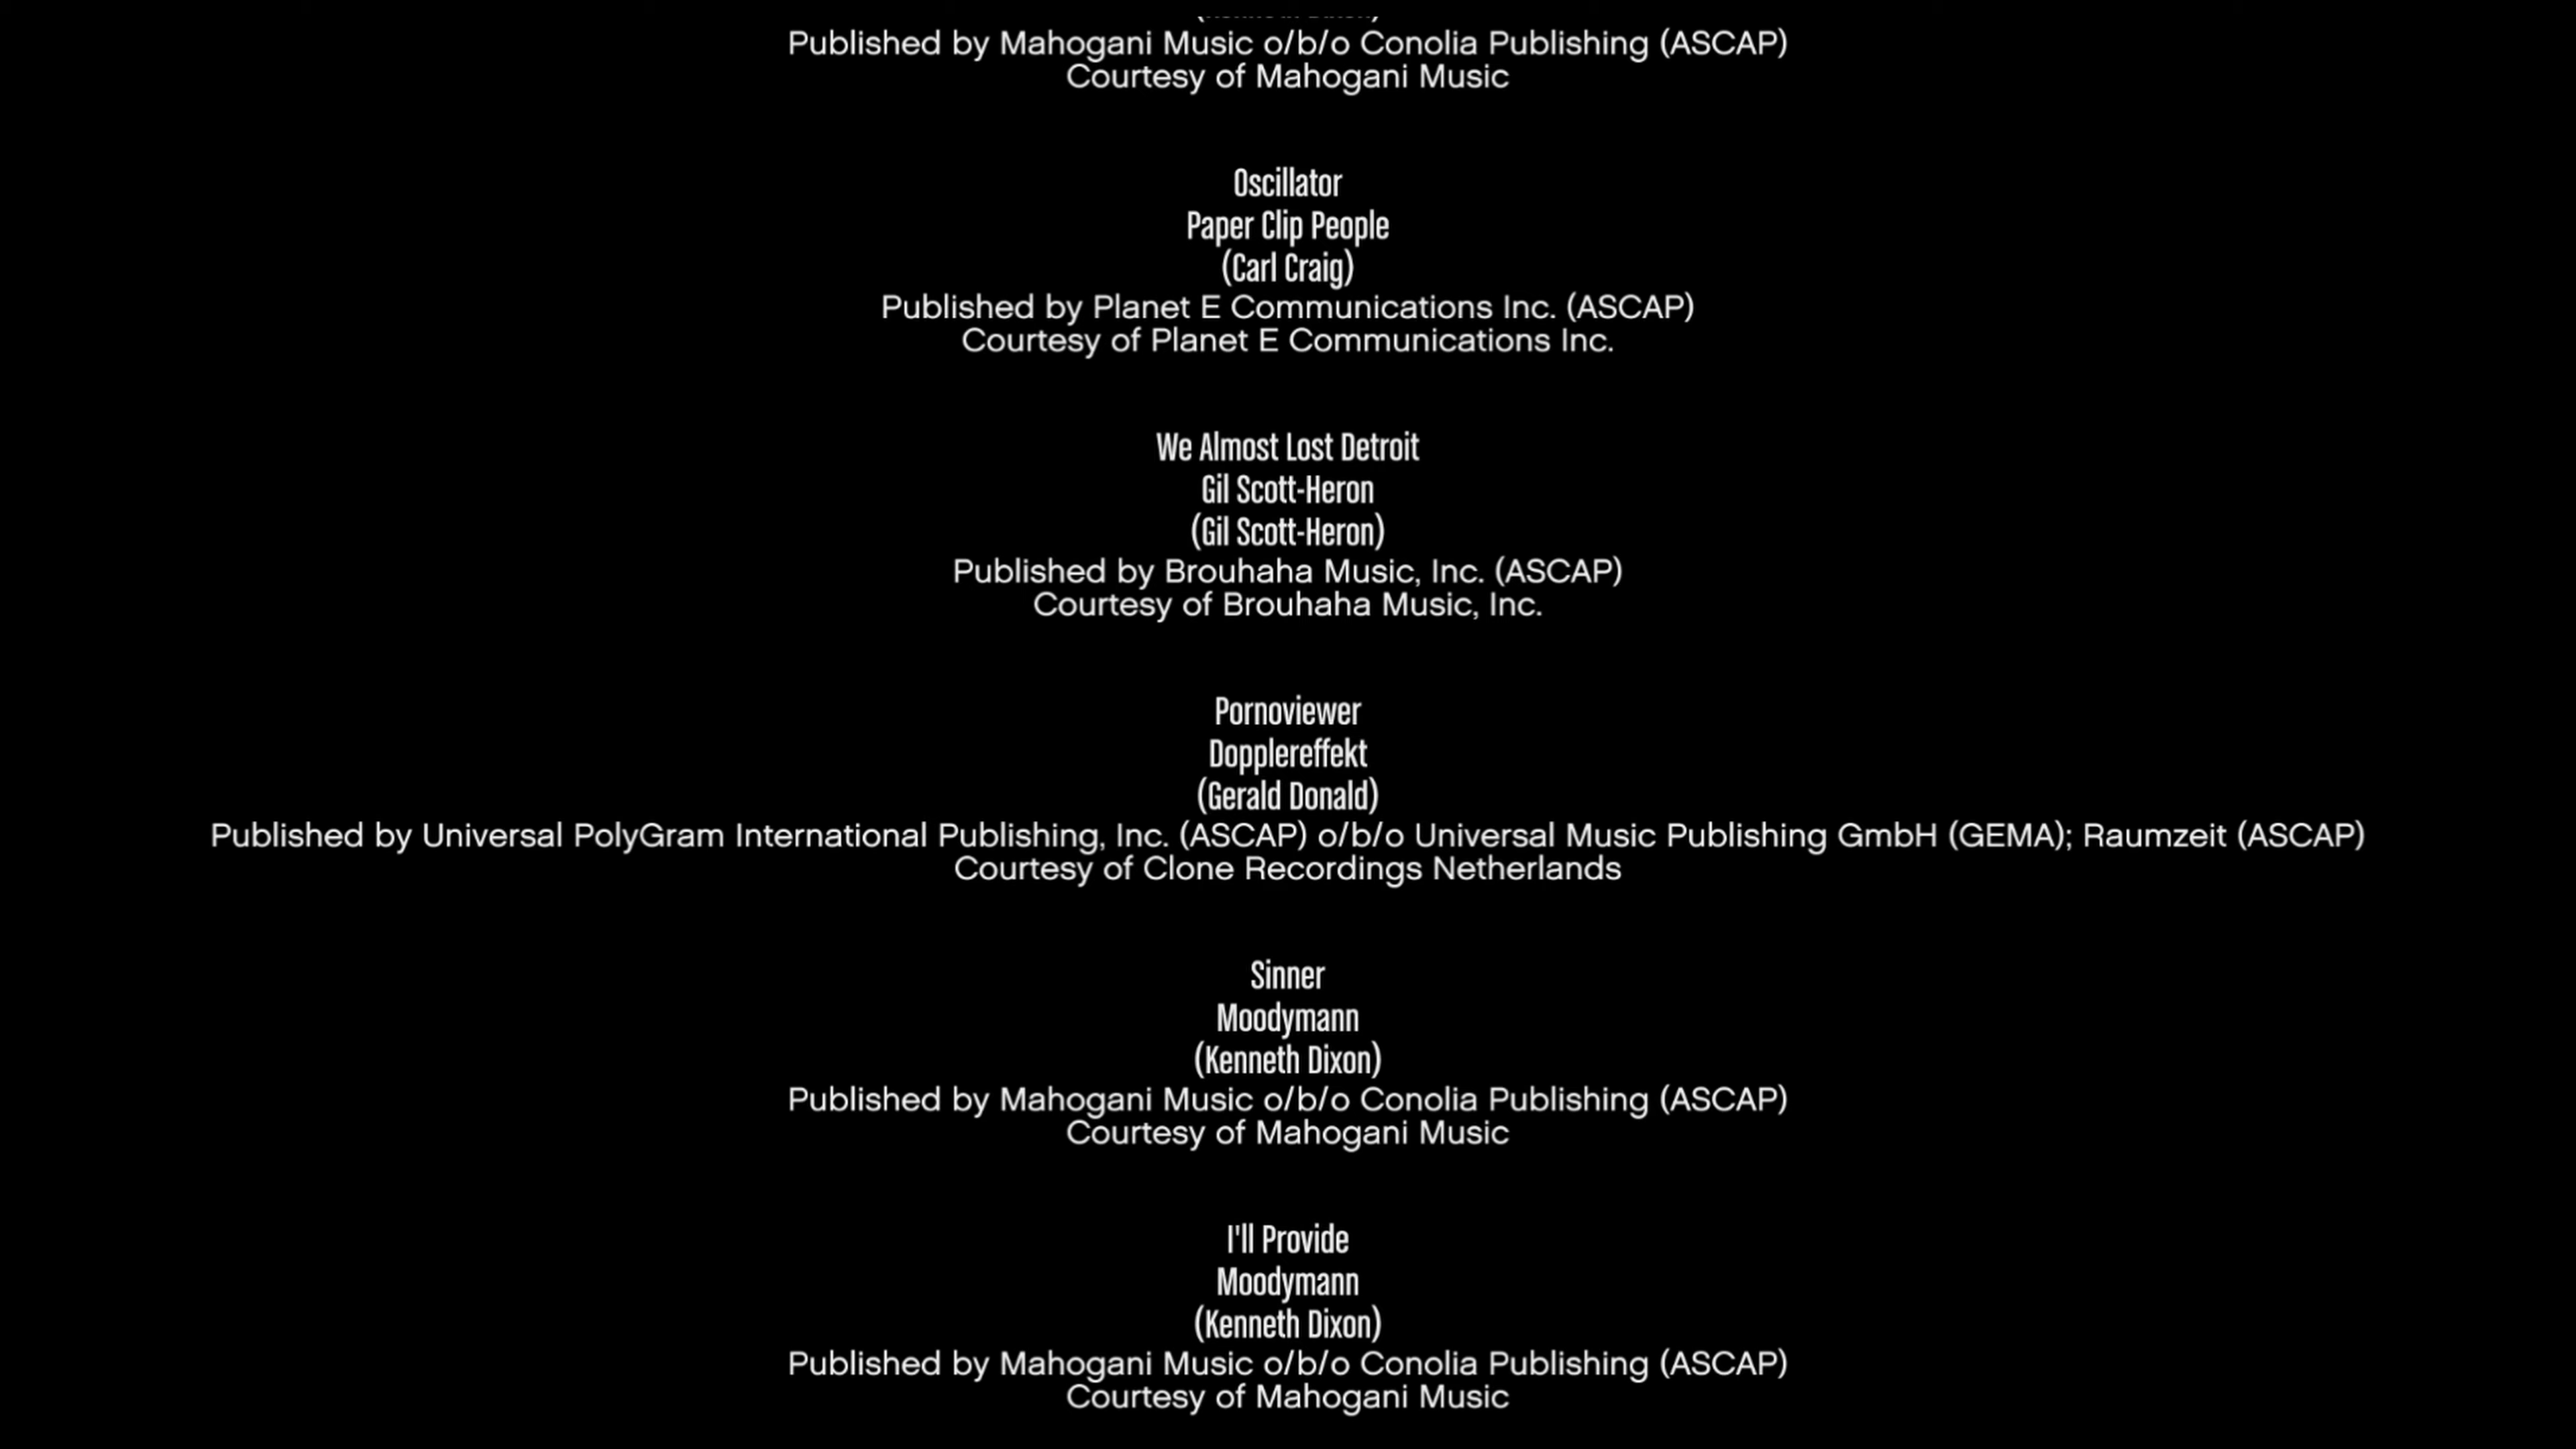 Published by Mahogani Music o/b/o Conolia Publishing (ASCAP)
Courtesy of Mahogani Music
Oscillator
Paper Clip People
(Carl Craig)
Published by Planet E Communications Inc. (ASCAP)
Courtesy of Planet E Communications Inc.
We Almost Lost Detroit
Gil Scott-Heron
(Gil Scott-Heron)
Published by Brouhaha Music, Inc. (ASCAP)
Courtesy of Brouhaha Music, Inc.
Pornoviewer
Dopplereffekt
(Gerald Donald)
Published by Universal PolyGram International Publishing, Inc. (ASCAP) o/b/o Universal Music Publishing GmbH (GEMA); Raumzeit (ASCAP)
Courtesy of Clone Recordings Netherlands
Sinner
Moodymann
(Kenneth Dixon)
Published by Mahogani Music o/b/o Conolia Publishing (ASCAP)
Courtesy of Mahogani Music
I'll Provide
Moodymann
(Kenneth Dixon)
Published by Mahogani Music o/b/o Conolia Publishing (ASCAP)
Courtesy of Mahogani Music